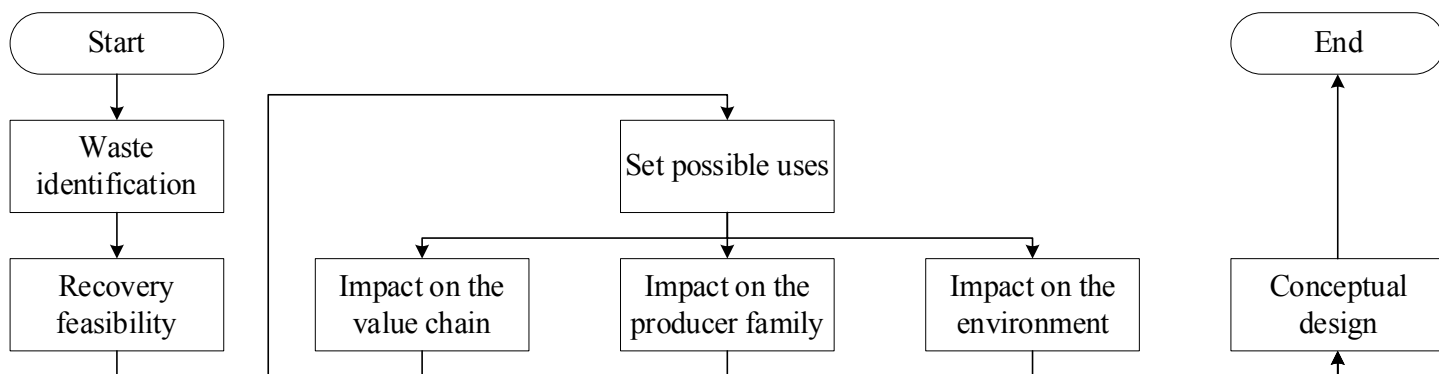 Start
End
Waste
identification
Set possible uses
Recovery
feasibility
Impact on the
value chain
Impact on the
producer family
Impact on the
environment
Conceptual
design